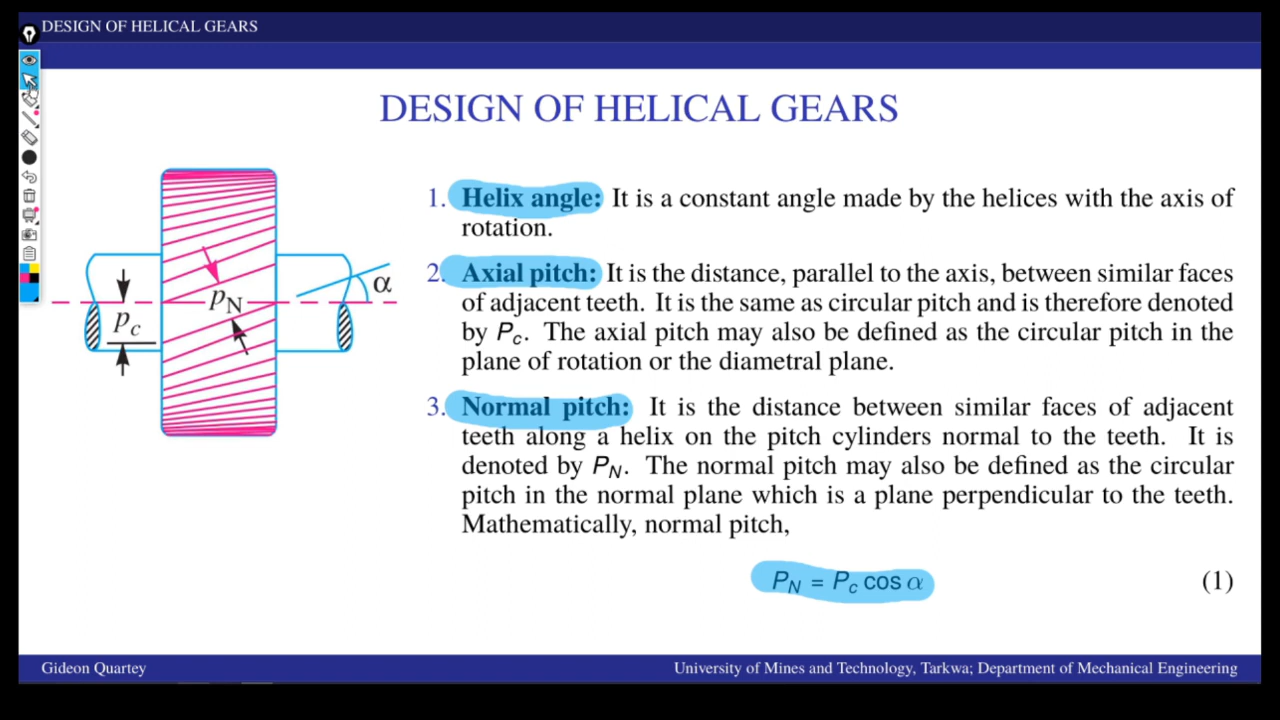 DESIGN OF HELICAL GEARS
DESIGN OF HELICAL GEARS
1. Helix angle: It is a constant angle made by the helices with the axis of
rotation.
2. Axial pitch: It is the distance, parallel to the axis, between similar faces
of adjacent teeth. It is the same as circular pitch and is therefore denoted
by Pc. The axial pitch may also be defined as the circular pitch in the
plane of rotation or the diametral plane.
3. Normal pitch: It is the distance between similar faces of adjacent
teeth along a helix on the pitch cylinders normal to the teeth. It is
denoted by PN. The normal pitch may also be defined as the circular
pitch in the normal plane which is a plane perpendicular to the teeth.
Mathematically, normal pitch,
PN = Pc cos α (1)
α
pN
pc
Gideon Quartey
University of Mines and Technology, Tarkwa; Department of Mechanical Engineering